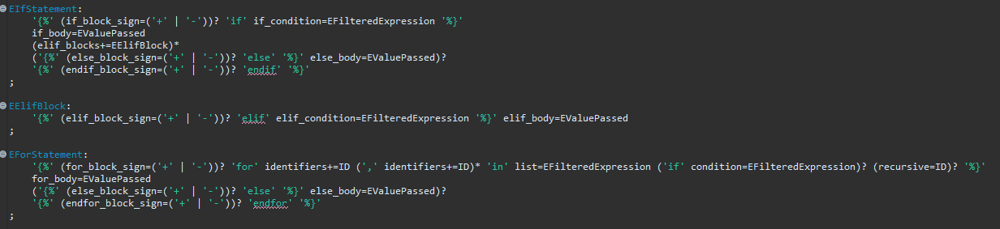 EIfStatement:
'{%' (if_block_sign=('+' | '-'))? 'if' if_condition=EFilteredExpression '%}'
if_body=EValuePassed
(elif_blocks+=EElifBlock)*
('{%' (else_block_sign=('+' | '-'))? 'else' '%}' else_body=EValuePassed)?
'{%' (endif_block_sign=('+' | '-'))? 'endif' '%}'
;
EElifBlock:
'{%' (elif_block_sign=('+' | '-'))? 'elif' elif_condition=EFilteredExpression '%}' elif_body=EValuePassed
;
EForStatement:
'{%' (for_block_sign=('+' | '-'))? 'for' identifiers+=ID (',' identifiers+=ID)* 'in' list=EFilteredExpression ('if' condition=EFilteredExpression)? (recursive=ID)? '%}'
for_body=EValuePassed
('{%' (else_block_sign=('+' | '-'))? 'else' '%}' else_body=EValuePassed)?
'{%' (endfor_block_sign=('+' | '-'))? 'endfor' '%}'
;